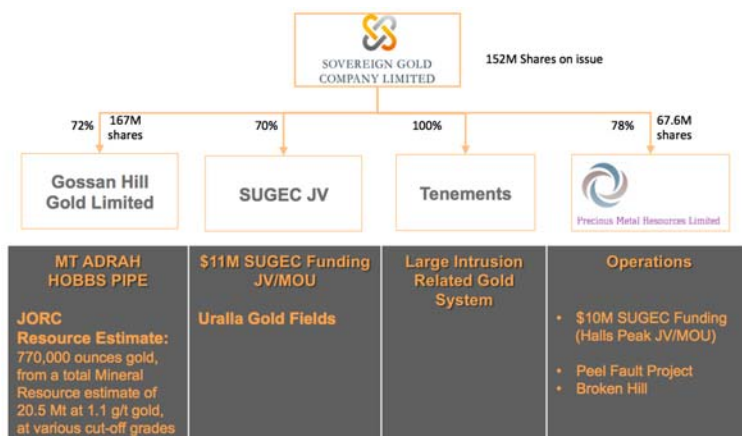 SOVEREIGN GOLD
COMPANY LIMITED
152M Shares on issue
72%
167M
shares
70%
100%
78%
67.6M
shares
Gossan Hill
Gold Limited
SUGEC JV
Tenements
Precious Metal Resources Limited
MT ADRAH
HOBBS PIPE
JORC
Resource Estimate:
770,000 ounces gold,
from a total Mineral
Resource estimate of
20.5 Mt at 1.1 g/t gold,
at various cut-off grades
$11M SUGEC Funding
JV/MOU
Uralla Gold Fields
Large Intrusion
Related Gold
System
Operations
• $10M SUGEC Funding
(Halls Peak JV/MOU)
• Peel Fault Project
• Broken Hill